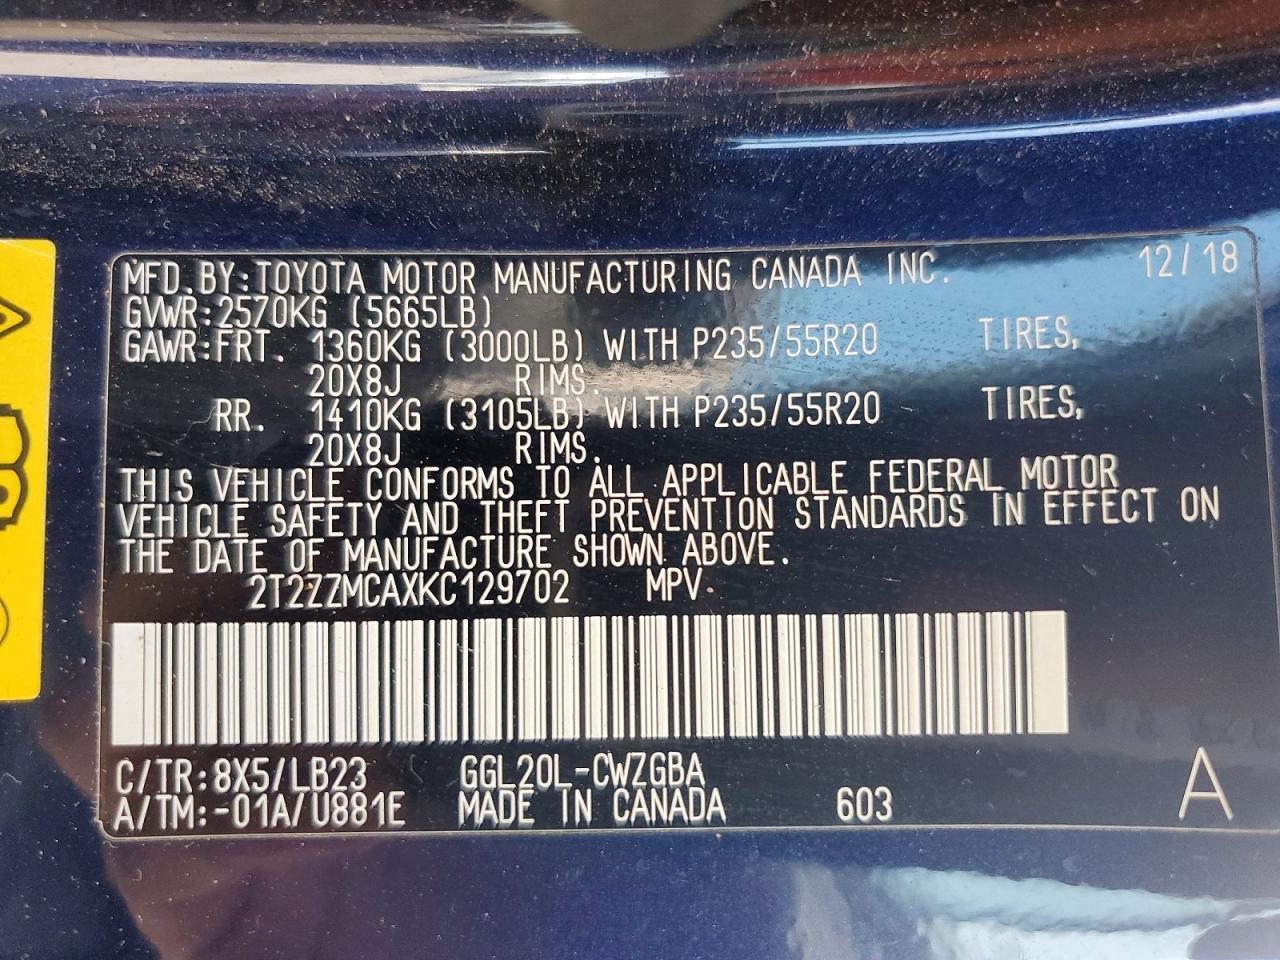 MFD.BY:TOYOTA MOTOR MANUFACTURING CANADA INC. 12/18
GVWR:2570KG (5665LB)
GAWR:FRT. 1360KG (3000LB) WITH P235/55R20 TIRES,
20X8J RIMS.
RR. 1410KG (3105LB) WITH P235/55R20 TIRES,
20X8J RIMS.
THIS VEHICLE CONFORMS TO ALL APPLICABLE FEDERAL MOTOR
VEHICLE SAFETY AND THEFT PREVENTION STANDARDS IN EFFECT ON
THE DATE OF MANUFACTURE SHOWN ABOVE.
2T2ZZMCAXKC129702 MPV.
C/TR:8X5/LB23 GGL20L-CWZGBA
A/TM:-01A/U881E MADE IN CANADA 603 A